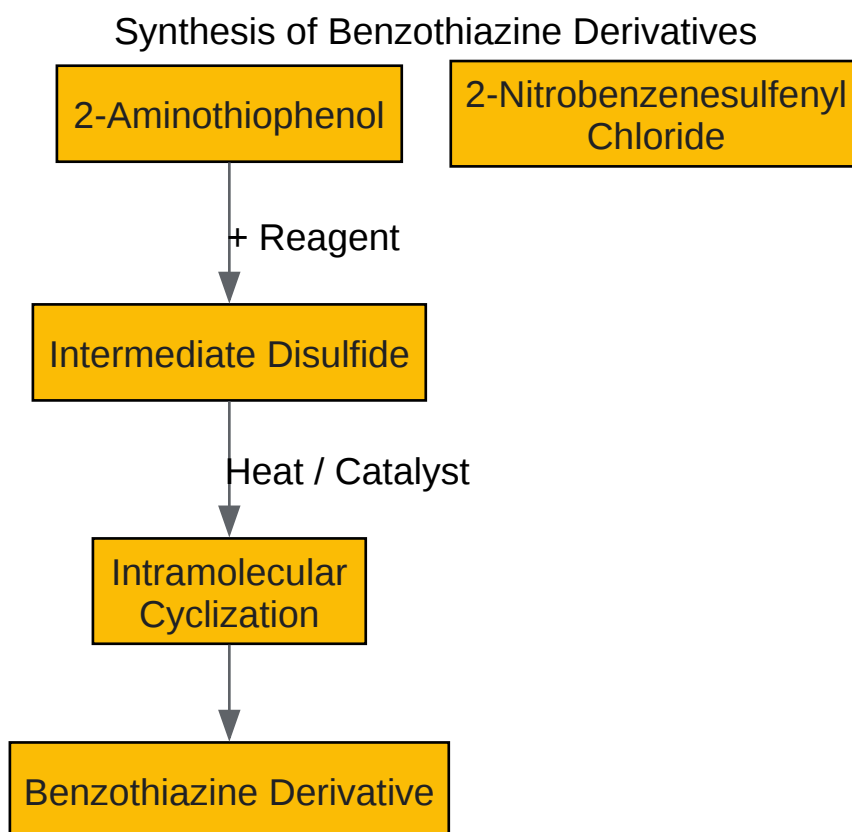 Synthesis of Benzothiazine Derivatives
2-Aminothiophenol
2-Nitrobenzenesulfenyl
Chloride
+ Reagent
Intermediate Disulfide
Heat / Catalyst
Intramolecular
Cyclization
Benzothiazine Derivative